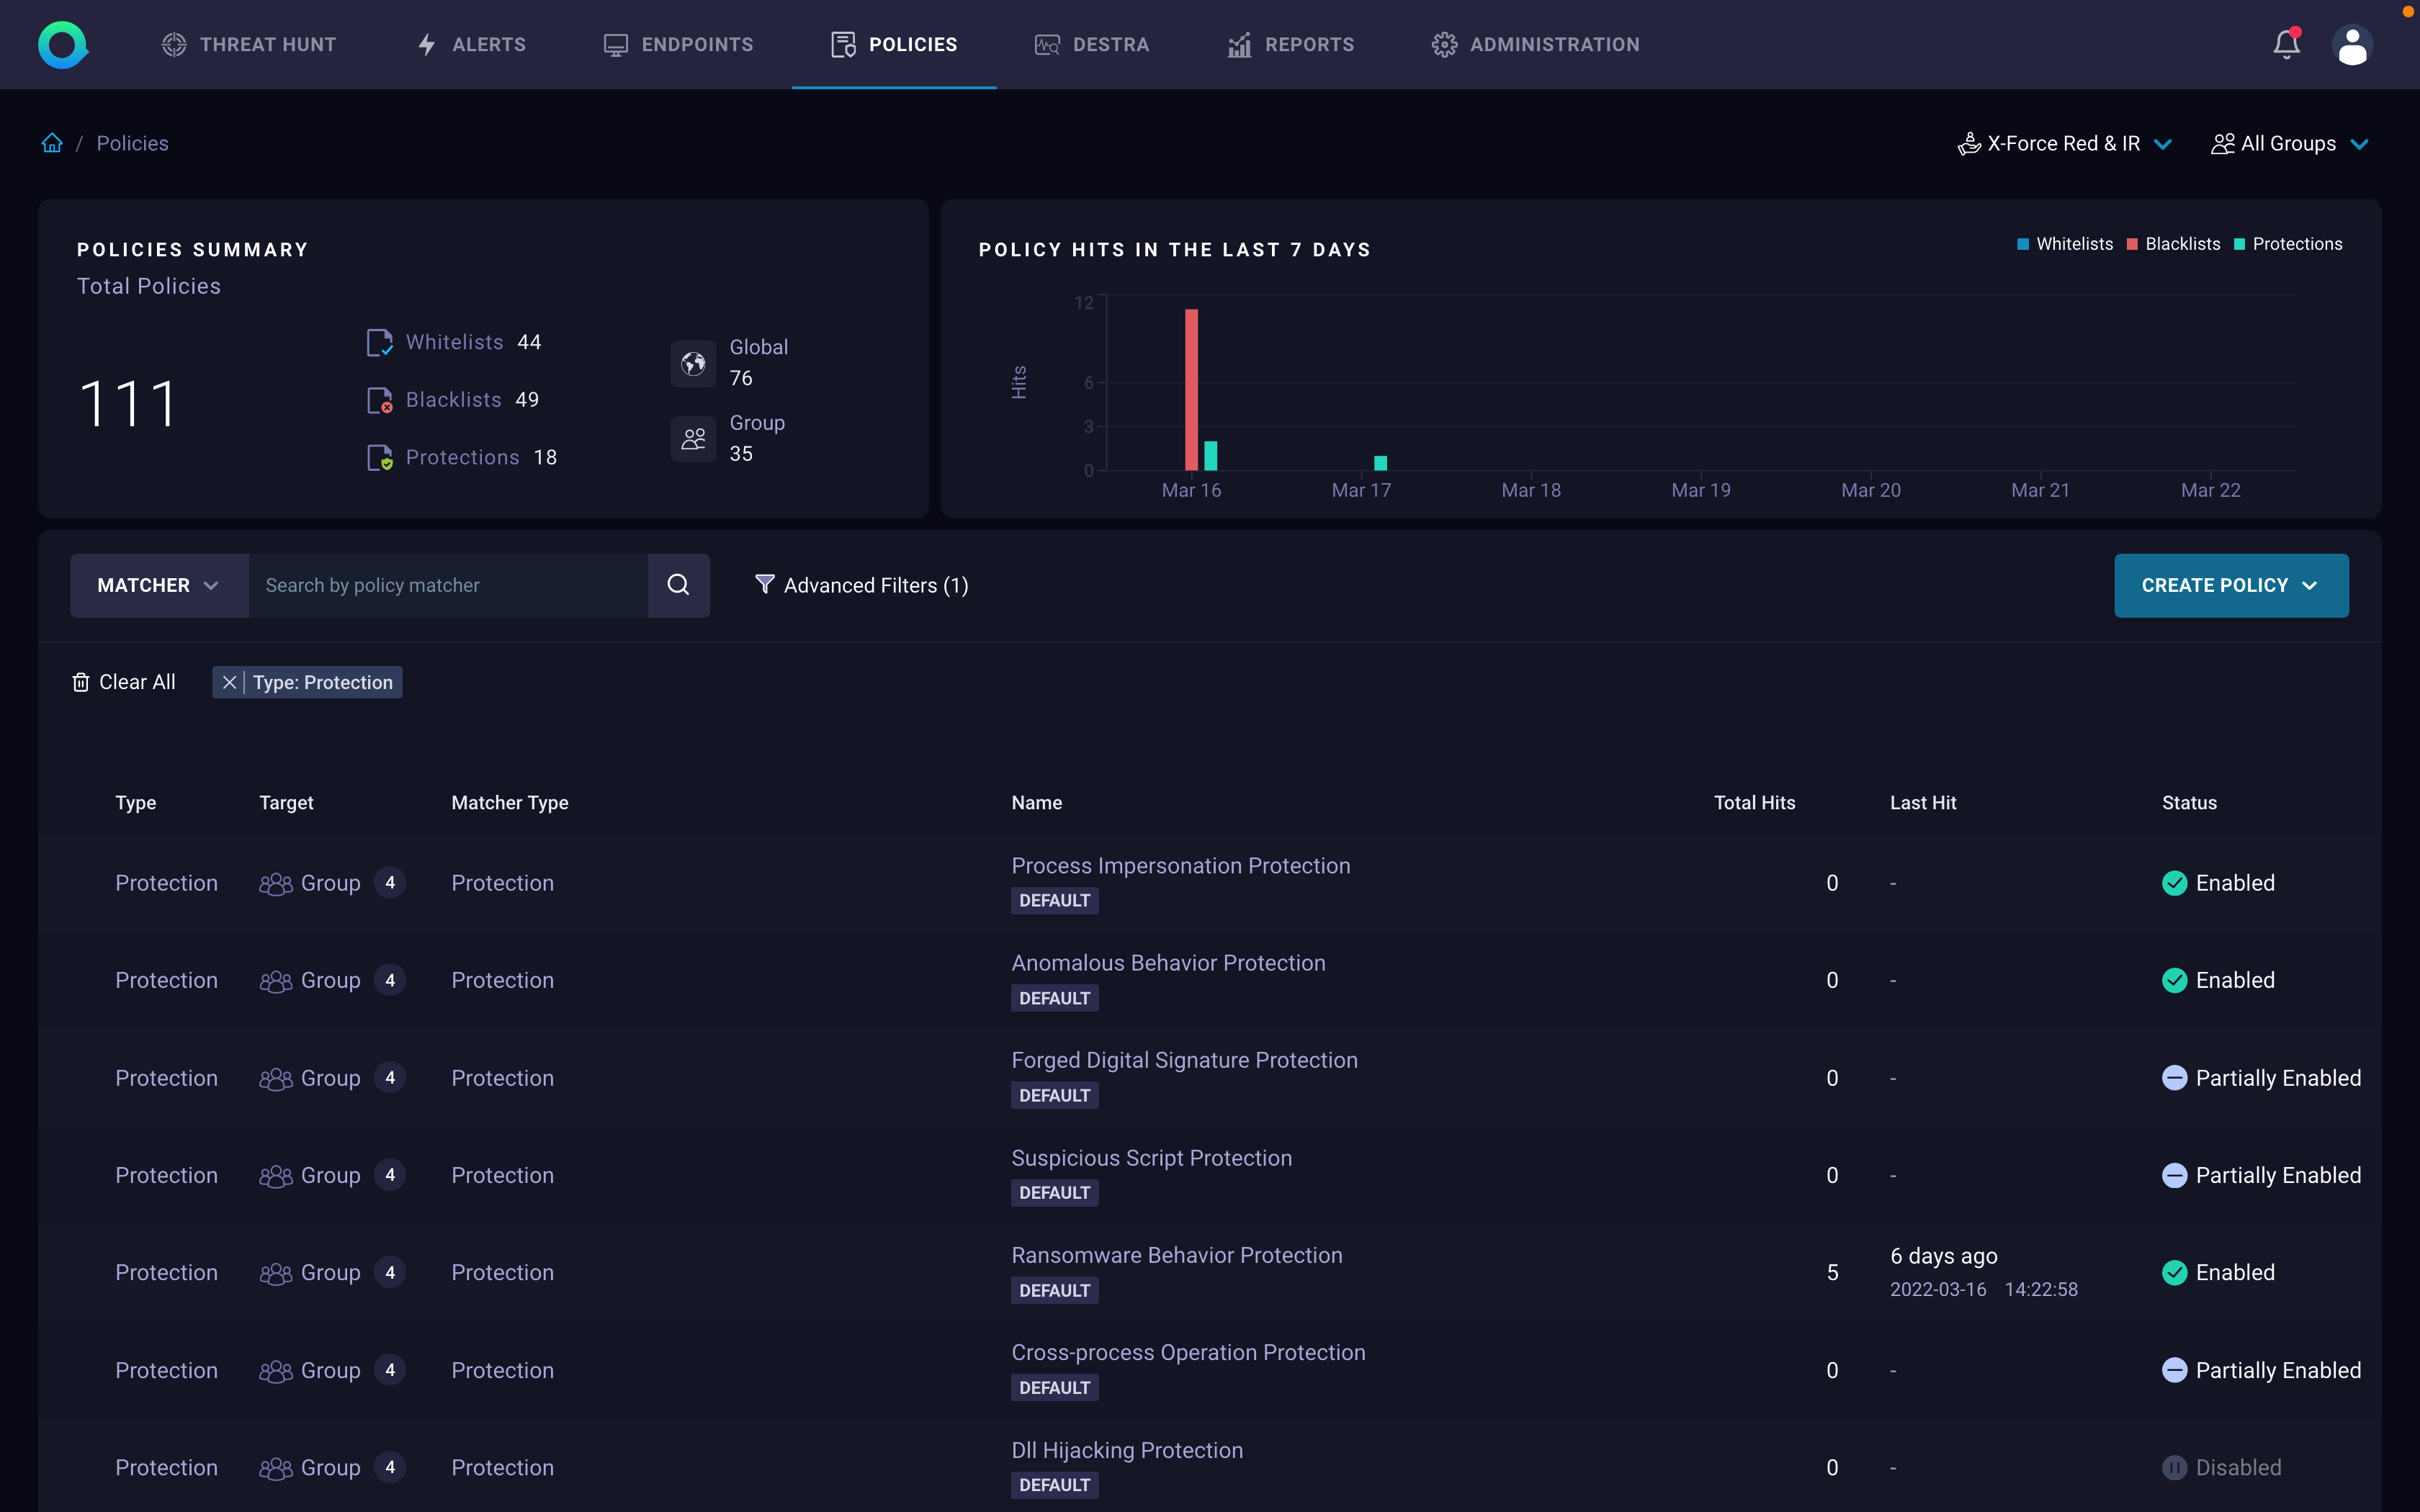 THREAT HUNT ALERTS ENDPOINTS POLICIES DESTRA REPORTS ADMINISTRATION
/ Policies X-Force Red & IR All Groups
POLICIES SUMMARY
Total Policies
111
Whitelists 44
Blacklists 49
Protections 18
Global
76
Group
35
POLICY HITS IN THE LAST 7 DAYS
Whitelists Blacklists Protections
Hits
12
6
3
0
Mar 16 Mar 17 Mar 18 Mar 19 Mar 20 Mar 21 Mar 22
MATCHER Search by policy matcher Advanced Filters (1) CREATE POLICY
Clear All Type: Protection
Type Target Matcher Type Name Total Hits Last Hit Status
Protection Group 4 Protection Process Impersonation Protection 0 - Enabled
DEFAULT
Protection Group 4 Protection Anomalous Behavior Protection 0 - Enabled
DEFAULT
Protection Group 4 Protection Forged Digital Signature Protection 0 - Partially Enabled
DEFAULT
Protection Group 4 Protection Suspicious Script Protection 0 - Partially Enabled
DEFAULT
Protection Group 4 Protection Ransomware Behavior Protection 5 6 days ago Enabled
DEFAULT 2022-03-16 14:22:58
Protection Group 4 Protection Cross-process Operation Protection 0 - Partially Enabled
DEFAULT
Protection Group 4 Protection Dll Hijacking Protection 0 - Disabled
DEFAULT